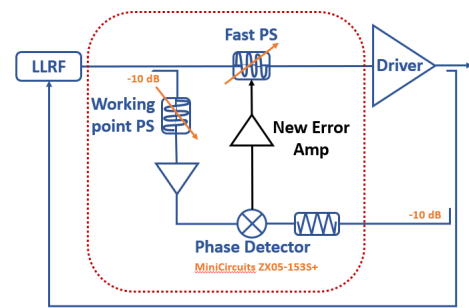 Fast PS
LLRF
Driver
-10 dB
Working
point PS
New Error
Amp
-10 dB
Phase Detector
MiniCircuits ZX05-153S+